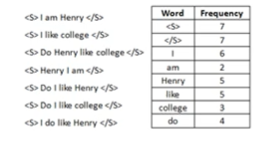 <S> I am Henry </S>
<S> I like college </S>
<S> Do Henry like college </S>
<S> Henry I am </S>
<S> Do I like Henry </S>
<S> Do I like college </S>
<S> I do like Henry </S>
Word Frequency
<S> 7
</S> 7
I 6
am 2
Henry 5
like 5
college 3
do 4